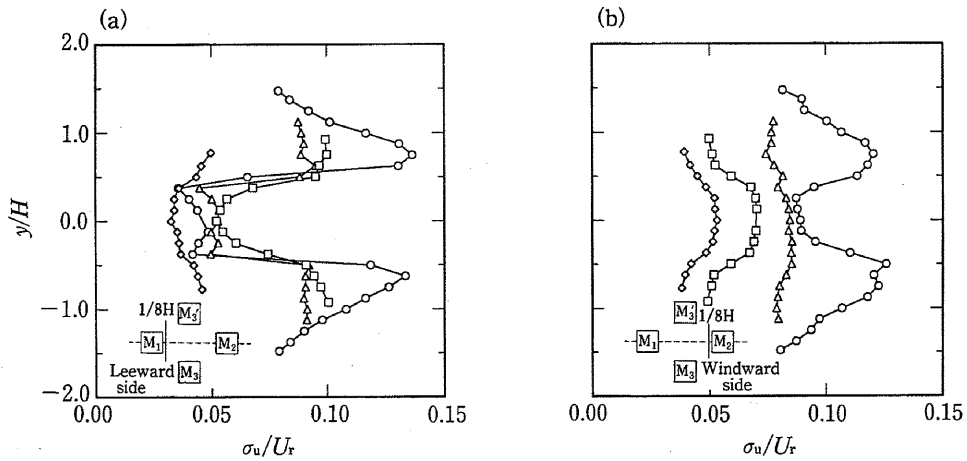 (a)
2.0
1.0
0.0
−1.0
−2.0
y/H
1/8H
M₃′
M₁
M₂
M₃
Leeward
side
0.00
0.05
0.10
0.15
σu/Ur
(b)
M₃′
1/8H
M₁
M₂
M₃
Windward
side
0.00
0.05
0.10
0.15
σu/Ur